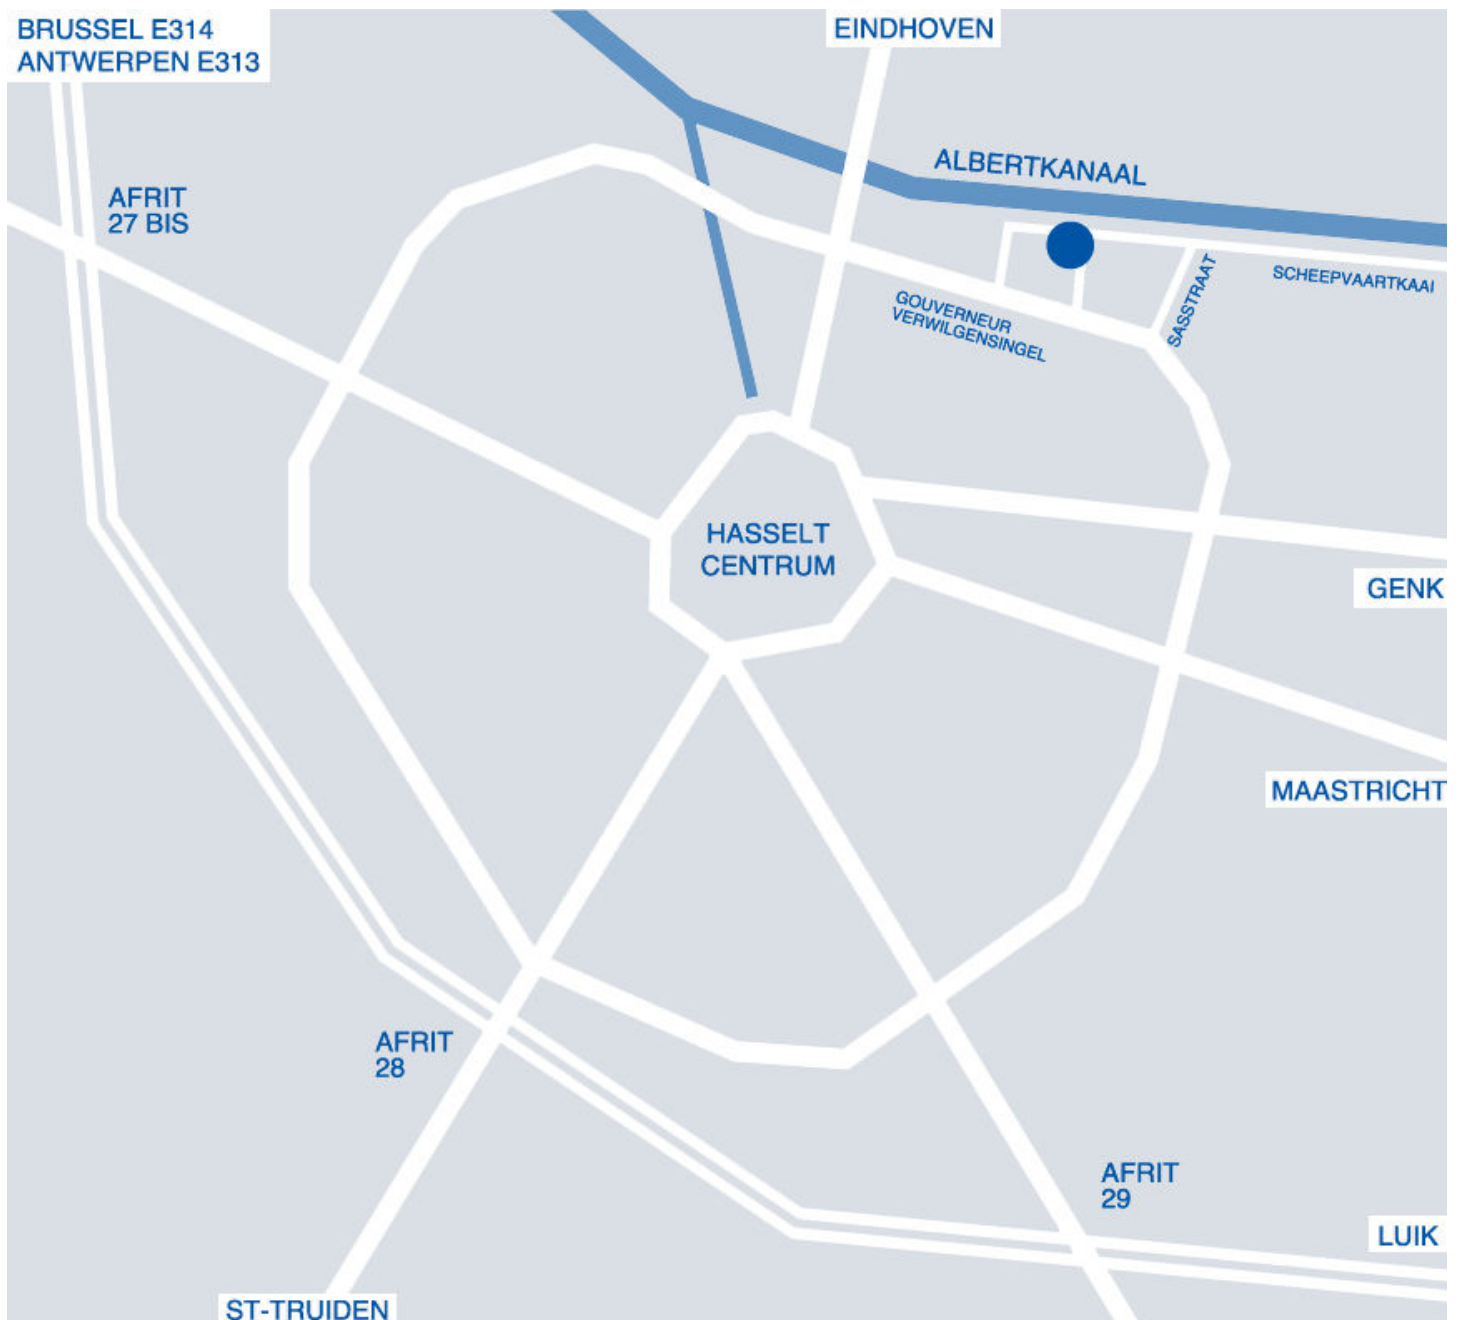 BRUSSEL E314
ANTWERPEN E313
EINDHOVEN
ALBERTKANAAL
AFRIT
27 BIS
SCHEEPVAARTKAAI
SASSTRAAT
GOUVERNEUR
VERWILGENSINGEL
HASSELT
CENTRUM
GENK
MAASTRICHT
AFRIT
28
AFRIT
29
LUIK
ST-TRUIDEN